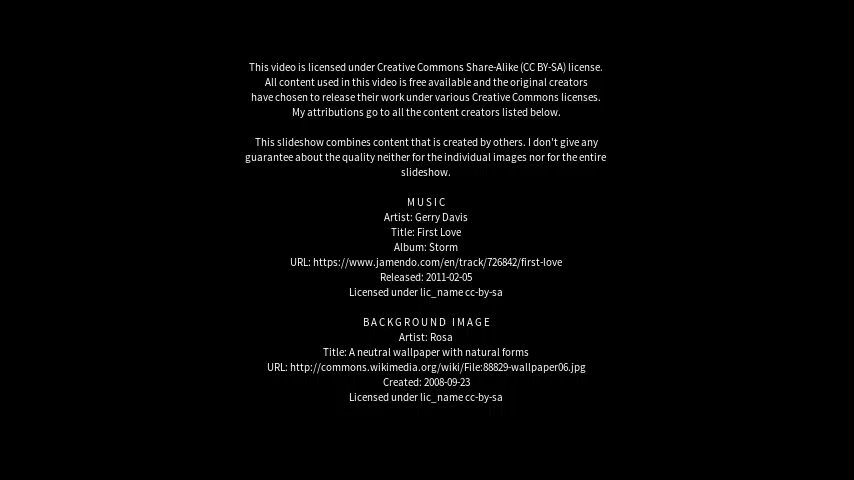 This video is licensed under Creative Commons Share-Alike (CC BY-SA) license.
All content used in this video is free available and the original creators
have chosen to release their work under various Creative Commons licenses.
My attributions go to all the content creators listed below.
This slideshow combines content that is created by others. I don't give any
guarantee about the quality neither for the individual images nor for the entire
slideshow.
MUSIC
Artist: Gerry Davis
Title: First Love
Album: Storm
URL: https://www.jamendo.com/en/track/726842/first-love
Released: 2011-02-05
Licensed under lic_name cc-by-sa
BACKGROUND IMAGE
Artist: Rosa
Title: A neutral wallpaper with natural forms
URL: http://commons.wikimedia.org/wiki/File:88829-wallpaper06.jpg
Created: 2008-09-23
Licensed under lic_name cc-by-sa